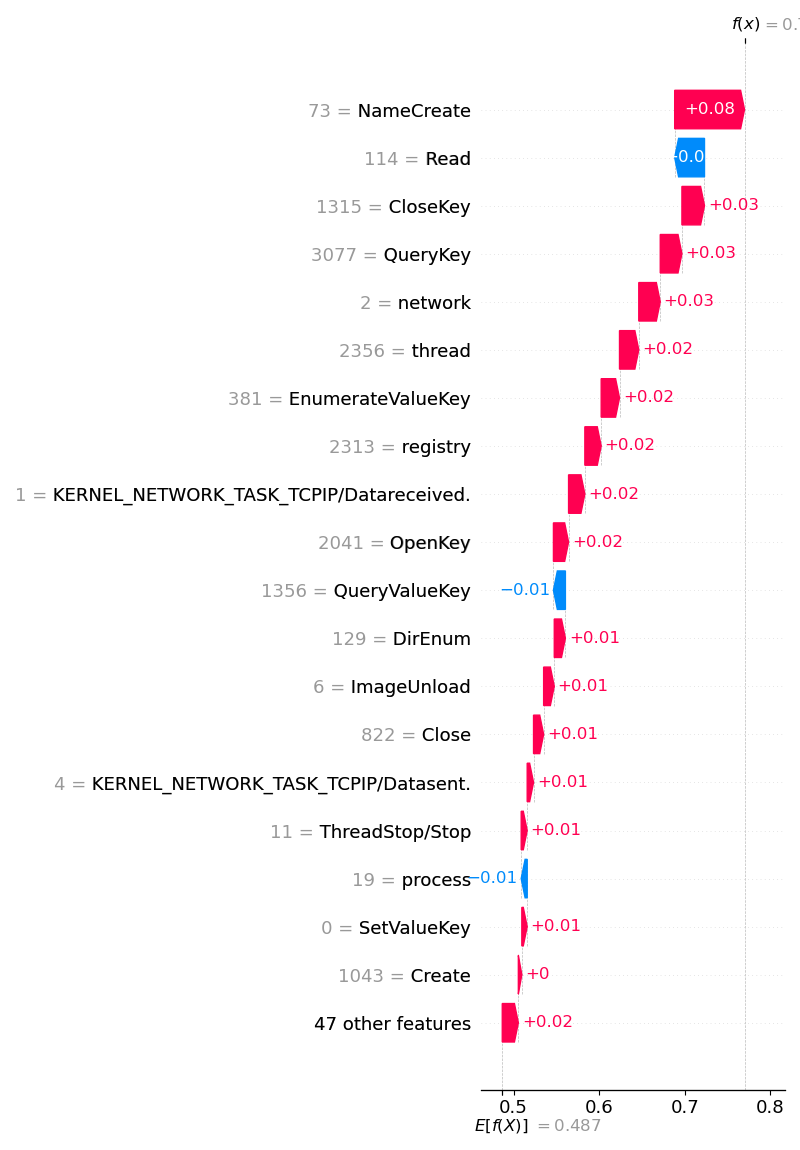 f(x) = 0.
73 = NameCreate
+0.08
114 = Read
−0.0
1315 = CloseKey
+0.03
3077 = QueryKey
+0.03
2 = network
+0.03
2356 = thread
+0.02
381 = EnumerateValueKey
+0.02
2313 = registry
+0.02
1 = KERNEL_NETWORK_TASK_TCPIP/Datareceived.
+0.02
2041 = OpenKey
+0.02
1356 = QueryValueKey
−0.01
129 = DirEnum
+0.01
6 = ImageUnload
+0.01
822 = Close
+0.01
4 = KERNEL_NETWORK_TASK_TCPIP/Datasent.
+0.01
11 = ThreadStop/Stop
+0.01
19 = process
−0.01
0 = SetValueKey
+0.01
1043 = Create
+0
47 other features
+0.02
0.5 0.6 0.7 0.8
E[f(X)] = 0.487